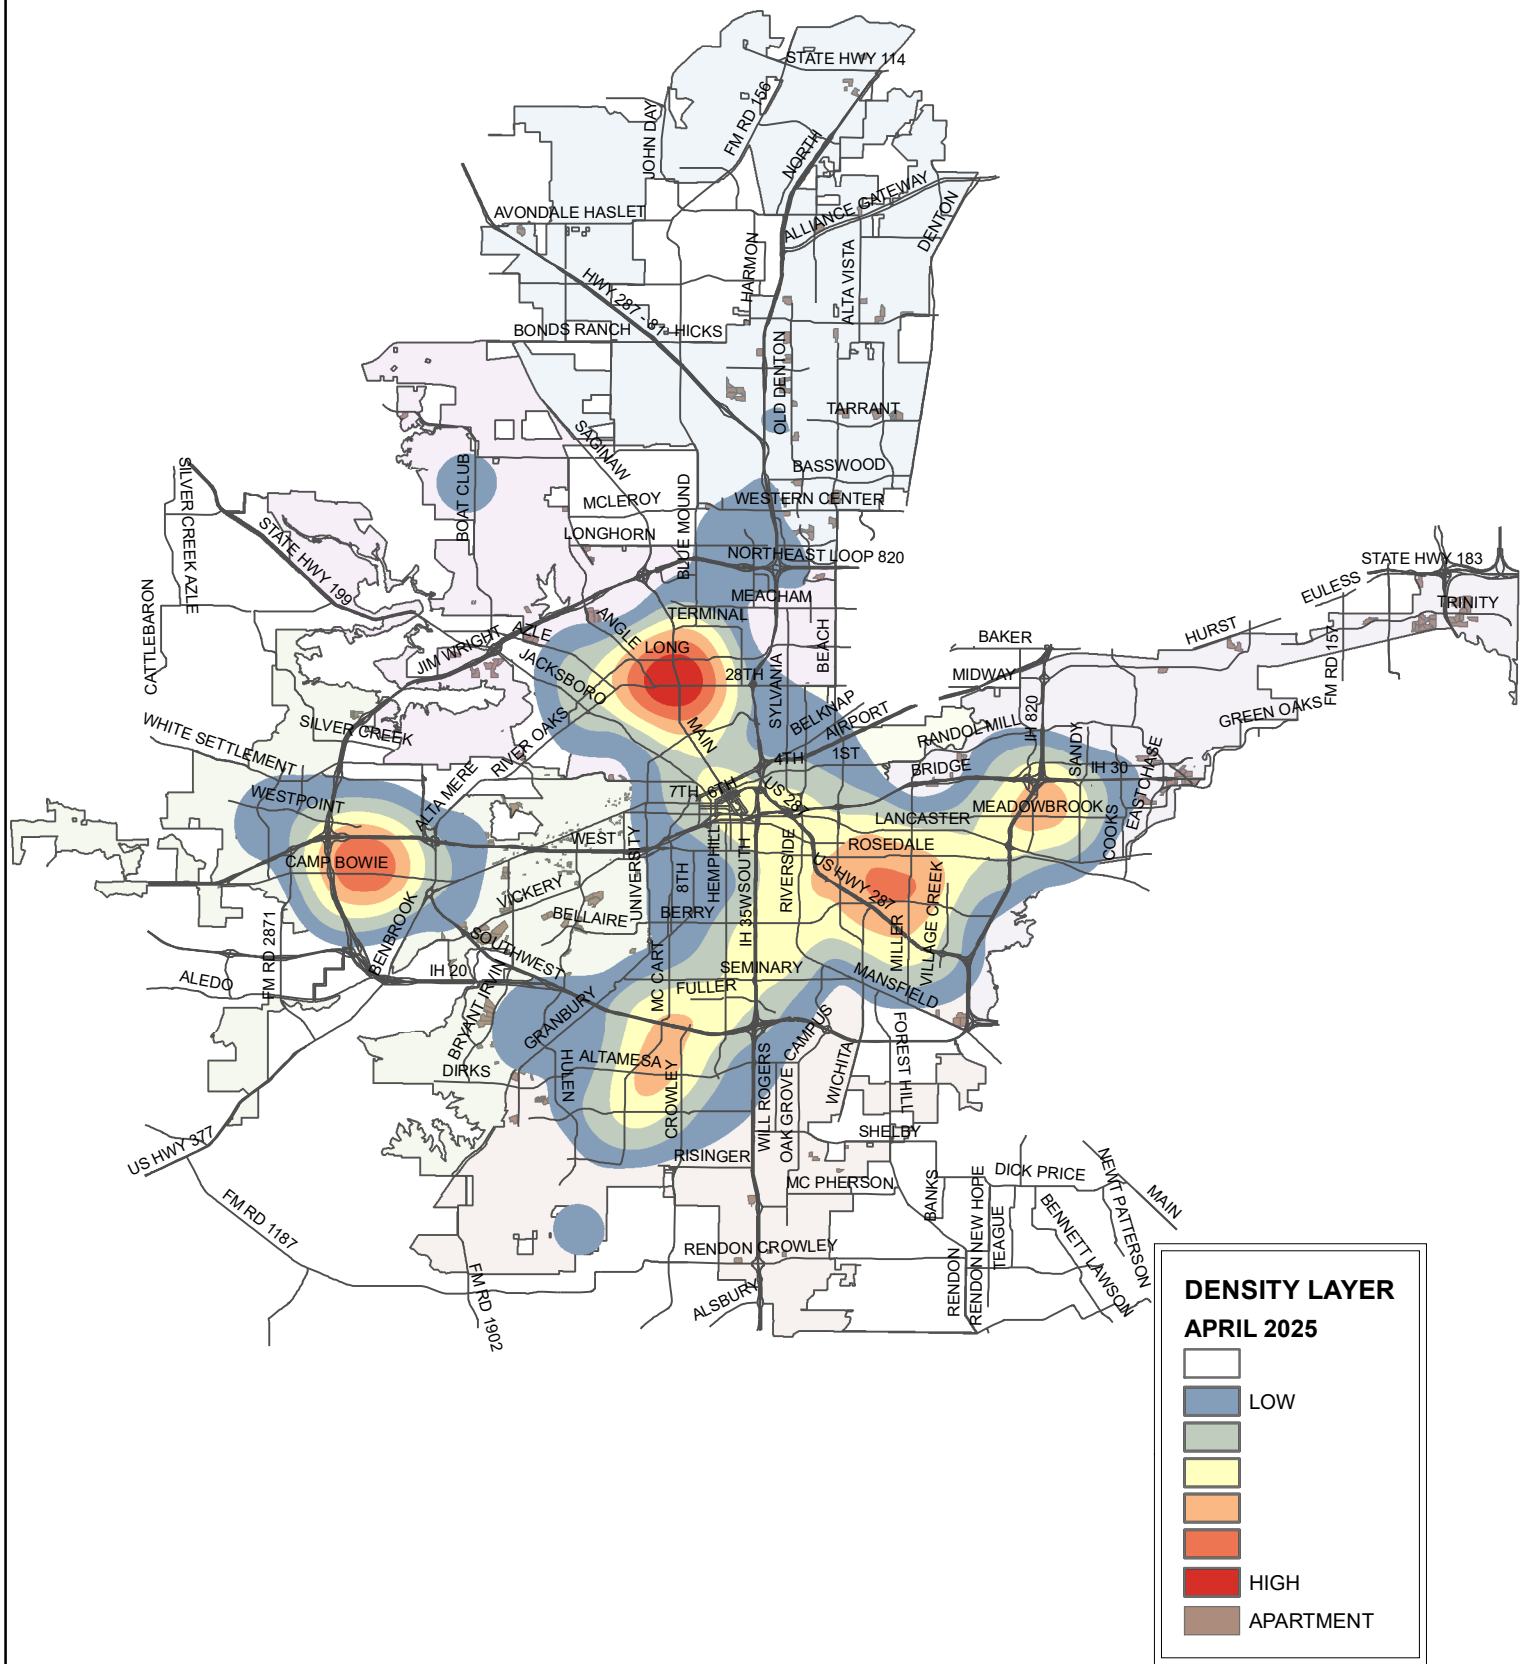 STATE HWY 114
JOHN DAY
FM RD 156
NORTH
ALLIANCE GATEWAY
AVONDALE HASLET
DENTON
HARMON
ALTA VISTA
HWY 287 - 87
BONDS RANCH
HICKS
OLD DENTON
TARRANT
SAGINAW
BOAT CLUB
BASSWOOD
SILVER CREEK AZLE
MCLEROY
BLUE MOUND
WESTERN CENTER
STATE HWY 199
LONGHORN
NORTHEAST LOOP 820
STATE HWY 183
EULESS
TRINITY
CATTLEBARON
MEACHAM
TERMINAL
ANGLE
AZLE
JIM WRIGHT
JACKSBORO
LONG
BEACH
BAKER
HURST
FM RD 157
28TH
MIDWAY
SYLVANIA
BELKNAP
AIRPORT
SILVER CREEK
WHITE SETTLEMENT
RIVER OAKS
MAIN
RANDOL MILL
IH 820
GREEN OAKS
4TH
1ST
BRIDGE
SANDY
IH 30
EASTCHASE
WESTPOINT
ALTA MERE
7TH
6TH
US 287
MEADOWBROOK
LANCASTER
COOKS
WEST
UNIVERSITY
HEMPHILL
RIVERSIDE
ROSEDALE
CAMP BOWIE
8TH
SOUTH
IH 35W
US HWY 287
VICKERY
BELLAIRE
BERRY
VILLAGE CREEK
MILLER
FM RD 2871
BENBROOK
SOUTHWEST
MC CART
SEMINARY
MANSFIELD
ALEDO
IH 20
BRYANT IRVIN
FULLER
GRANBURY
CAMPUS
FOREST HILL
DIRKS
HULEN
ALTAMESA
CROWLEY
WILL ROGERS
OAK GROVE
WICHITA
US HWY 377
SHELBY
RISINGER
MC PHERSON
BANKS
RENDON NEW HOPE
DICK PRICE
NEWT PATTERSON
MAIN
BENNETT LAWSON
TEAGUE
FM RD 1187
RENDON CROWLEY
RENDON
FM RD 1902
ALSBURY
DENSITY LAYER
APRIL 2025
LOW
HIGH
APARTMENT